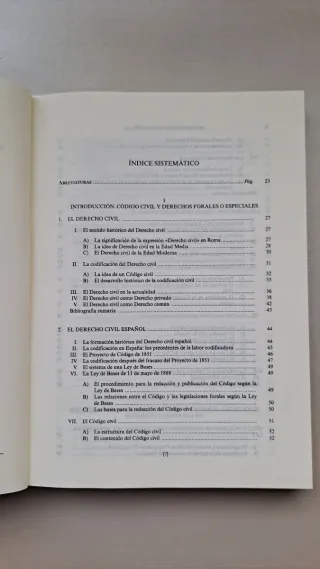 ÍNDICE SISTEMÁTICO
ABREVIATURAS Pág. 23
I
INTRODUCCIÓN: CÓDIGO CIVIL Y DERECHOS FORALES O ESPECIALES
1. EL DERECHO CIVIL 27
I. El sentido histórico del Derecho civil 27
A) La significación de la expresión «Derecho civil» en Roma 27
B) La idea de Derecho civil en la Edad Media 28
C) El Derecho civil de la Edad Moderna 30
II. La codificación del Derecho civil 31
A) La idea de un Código civil 32
B) El desarrollo histórico de la codificación civil 33
III. El Derecho civil en la actualidad 36
IV. El Derecho civil como Derecho privado 38
V. El Derecho civil como Derecho común 42
Bibliografía sumaria 43
2. EL DERECHO CIVIL ESPAÑOL 44
I. La formación histórica del Derecho civil español 44
II. La codificación en España: los precedentes de la labor codificadora 45
III. El Proyecto de Código de 1851 46
IV. La codificación después del fracaso del Proyecto de 1851 47
V. El sistema de una Ley de Bases 49
VI. La Ley de Bases de 11 de mayo de 1888 49
A) El procedimiento para la redacción y publicación del Código según la
Ley de Bases 49
B) Las relaciones entre el Código y las legislaciones forales según la Ley
de Bases 50
C) Las bases para la redacción del Código civil 50
VII. El Código civil 51
A) La estructura del Código civil 52
B) El contenido del Código civil 52
[7]